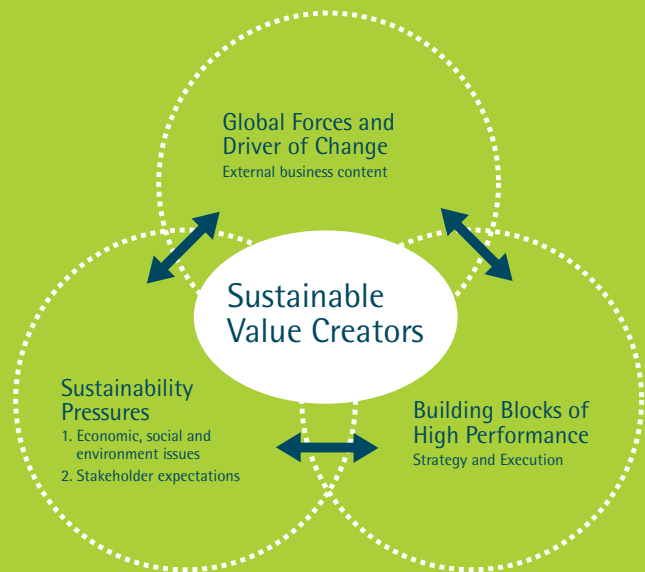 Global Forces and
Driver of Change
External business content
Sustainable
Value Creators
Sustainability
Pressures
1. Economic, social and
environment issues
2. Stakeholder expectations
Building Blocks of
High Performance
Strategy and Execution